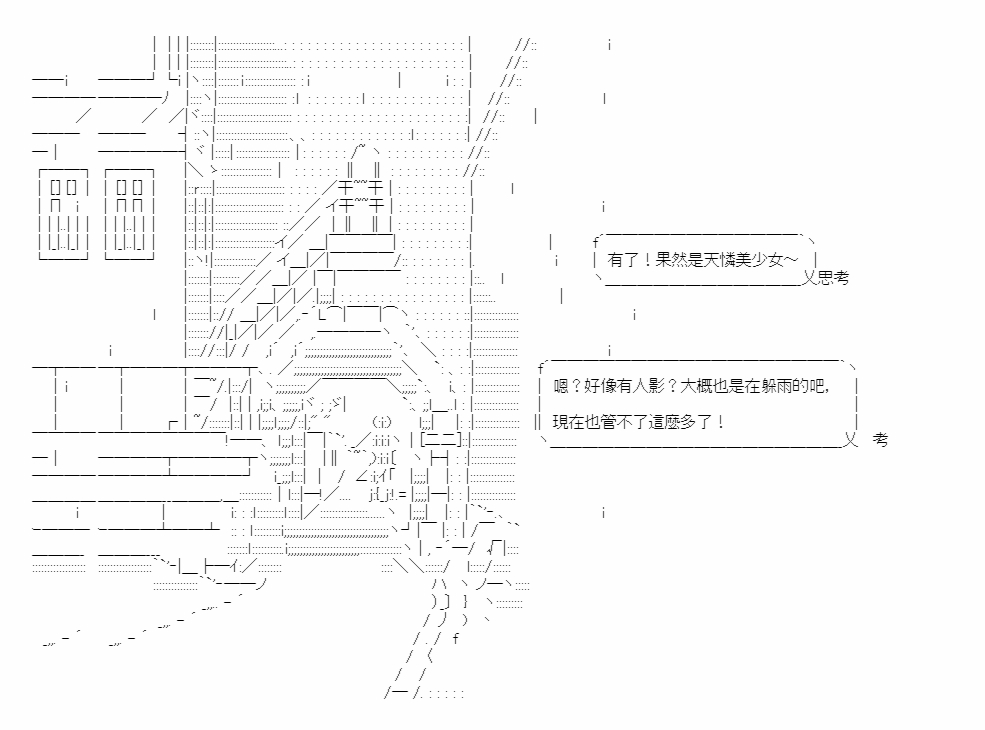 有了！果然是天憐美少女～
乂思考
嗯？好像有人影？大概也是在躲雨的吧，
現在也管不了這麼多了！
乂 考